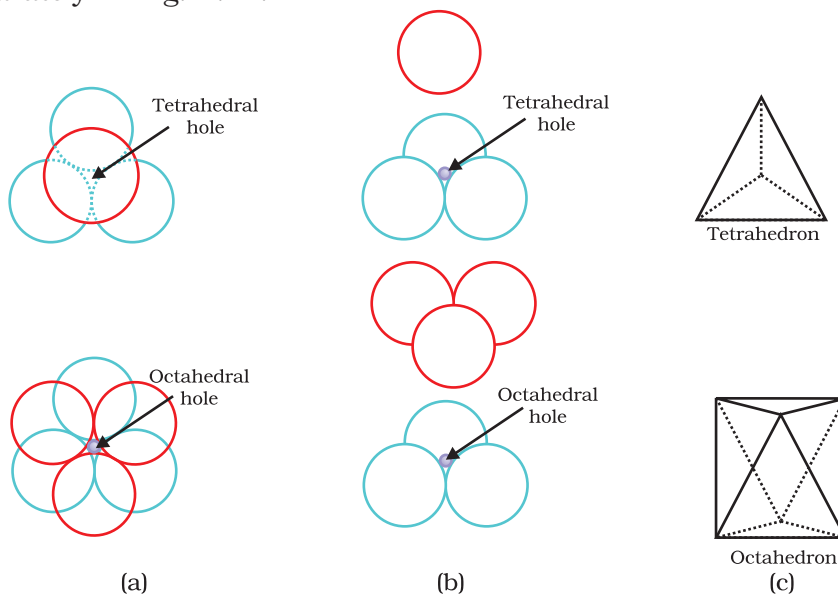 Tetrahedral
hole
Tetrahedral
hole
Tetrahedron
Octahedral
hole
Octahedral
hole
Octahedron
(a)
(b)
(c)